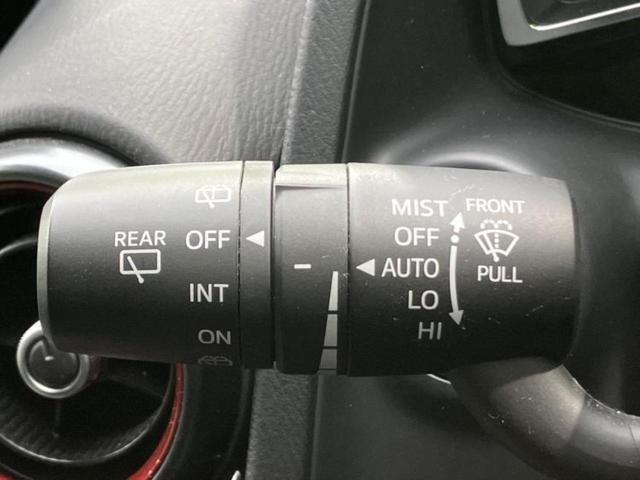 REAR
OFF
INT
ON
MIST
OFF
AUTO
LO
HI
FRONT
PULL